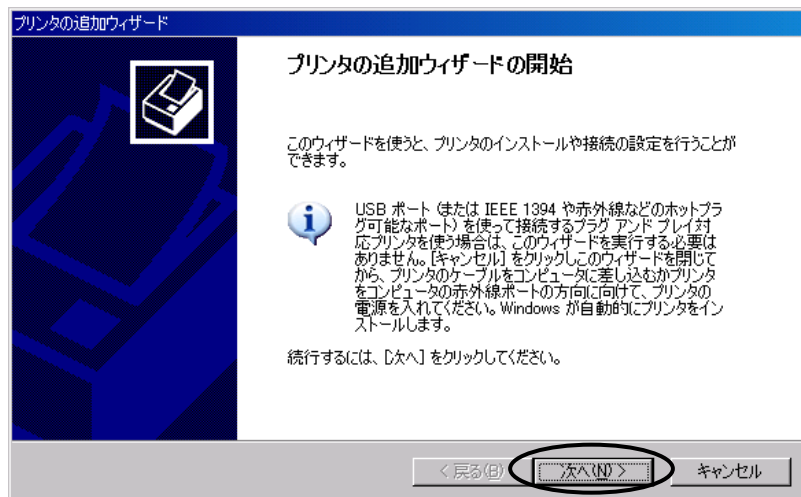 プリンタの追加ウィザード
プリンタの追加ウィザードの開始
このウィザードを使うと、プリンタのインストールや接続の設定を行うことが
できます。
USB ポート (または IEEE 1394 や赤外線などのホットプラ
グ可能なポート) を使って接続するプラグ アンド プレイ対
応プリンタを使う場合は、このウィザードを実行する必要は
ありません。[キャンセル] をクリックしこのウィザードを閉じて
から、プリンタのケーブルをコンピュータに差し込むかプリンタ
をコンピュータの赤外線ポートの方向に向けて、プリンタの
電源を入れてください。Windows が自動的にプリンタをイン
ストールします。
続行するには、[次へ] をクリックしてください。
< 戻る(B) 次へ(N) > キャンセル